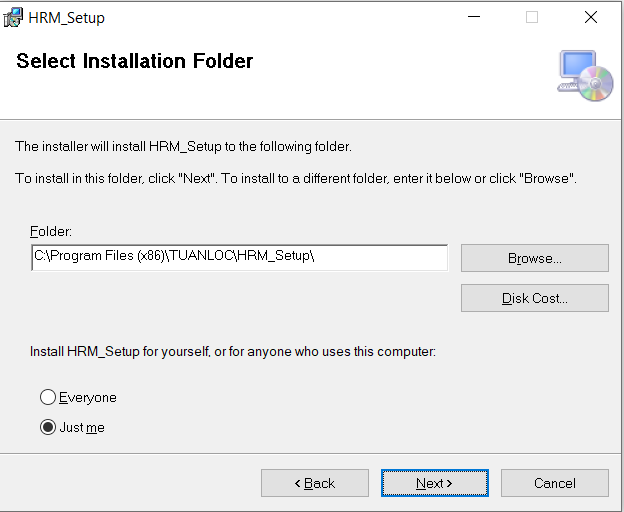 HRM_Setup
Select Installation Folder
The installer will install HRM_Setup to the following folder.
To install in this folder, click "Next". To install to a different folder, enter it below or click "Browse".
Folder:
C:\Program Files (x86)\TUANLOC\HRM_Setup\
Browse...
Disk Cost...
Install HRM_Setup for yourself, or for anyone who uses this computer:
Everyone
Just me
< Back
Next >
Cancel